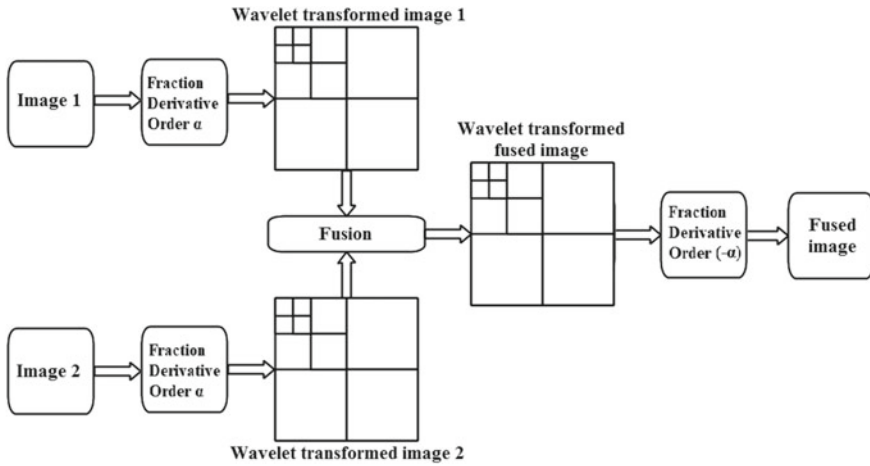 Wavelet transformed image 1
Image 1
Fraction
Derivative
Order α
Wavelet transformed
fused image
Fusion
Fraction
Derivative
Order (-α)
Fused
image
Image 2
Fraction
Derivative
Order α
Wavelet transformed image 2